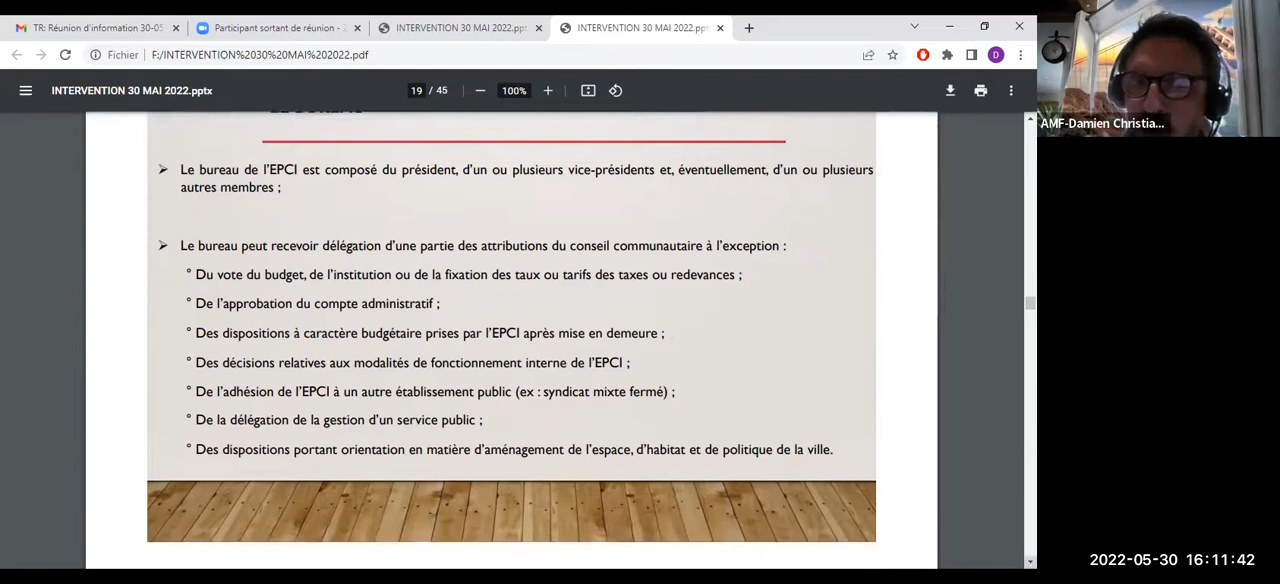 TR: Réunion d'information 30-05
Participant sortant de réunion -
INTERVENTION 30 MAI 2022.ppt
INTERVENTION 30 MAI 2022.ppt
Fichier F:/INTERVENTION%2030%20MAI%202022.pdf
D
INTERVENTION 30 MAI 2022.pptx
19 / 45
100%
AMF-Damien Christia...
➢ Le bureau de l'EPCI est composé du président, d'un ou plusieurs vice-présidents et, éventuellement, d'un ou plusieurs
autres membres ;
➢ Le bureau peut recevoir délégation d'une partie des attributions du conseil communautaire à l'exception :
° Du vote du budget, de l'institution ou de la fixation des taux ou tarifs des taxes ou redevances ;
° De l'approbation du compte administratif ;
° Des dispositions à caractère budgétaire prises par l'EPCI après mise en demeure ;
° Des décisions relatives aux modalités de fonctionnement interne de l'EPCI ;
° De l'adhésion de l'EPCI à un autre établissement public (ex : syndicat mixte fermé) ;
° De la délégation de la gestion d'un service public ;
° Des dispositions portant orientation en matière d'aménagement de l'espace, d'habitat et de politique de la ville.
2022-05-30 16:11:42